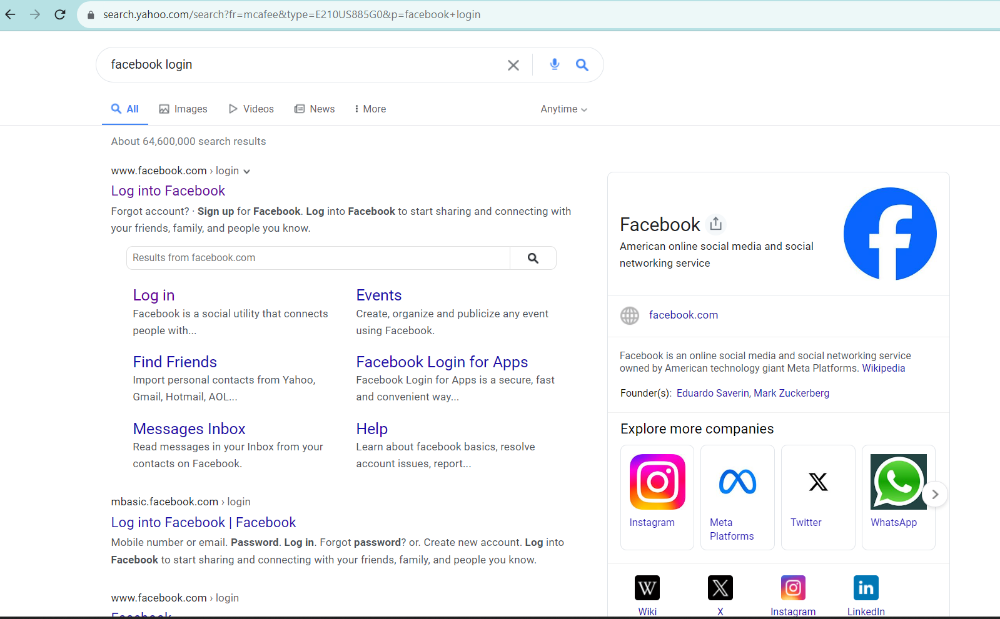 search.yahoo.com/search?fr=mcafee&type=E210US885G0&p=facebook+login
facebook login
All
Images
Videos
News
More
Anytime
About 64,600,000 search results
www.facebook.com › login
Log into Facebook
Forgot account? · Sign up for Facebook. Log into Facebook to start sharing and connecting with
your friends, family, and people you know.
Results from facebook.com
Log in
Facebook is a social utility that connects
people with...
Events
Create, organize and publicize any event
using Facebook.
Find Friends
Import personal contacts from Yahoo,
Gmail, Hotmail, AOL...
Facebook Login for Apps
Facebook Login for Apps is a secure, fast
and convenient way...
Messages Inbox
Read messages in your Inbox from your
contacts on Facebook.
Help
Learn about facebook basics, resolve
account issues, report...
mbasic.facebook.com › login
Log into Facebook | Facebook
Mobile number or email. Password. Log in. Forgot password? or. Create new account. Log into
Facebook to start sharing and connecting with your friends, family, and people you know.
www.facebook.com › login
Facebook
Facebook
American online social media and social
networking service
facebook.com
Facebook is an online social media and social networking service
owned by American technology giant Meta Platforms. Wikipedia
Founder(s): Eduardo Saverin, Mark Zuckerberg
Explore more companies
Instagram
Meta
Platforms
Twitter
WhatsApp
W
in
Wiki
X
Instagram
LinkedIn